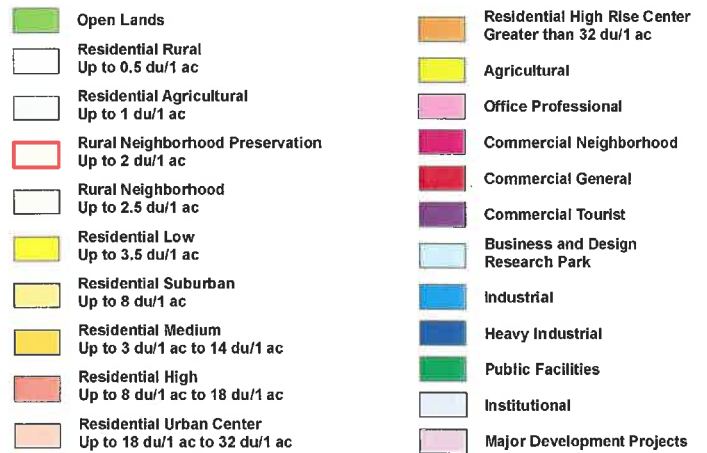 Open Lands
Residential Rural
Up to 0.5 du/1 ac
Residential Agricultural
Up to 1 du/1 ac
Rural Neighborhood Preservation
Up to 2 du/1 ac
Rural Neighborhood
Up to 2.5 du/1 ac
Residential Low
Up to 3.5 du/1 ac
Residential Suburban
Up to 8 du/1 ac
Residential Medium
Up to 3 du/1 ac to 14 du/1 ac
Residential High
Up to 8 du/1 ac to 18 du/1 ac
Residential Urban Center
Up to 18 du/1 ac to 32 du/1 ac
Residential High Rise Center
Greater than 32 du/1 ac
Agricultural
Office Professional
Commercial Neighborhood
Commercial General
Commercial Tourist
Business and Design
Research Park
Industrial
Heavy Industrial
Public Facilities
Institutional
Major Development Projects